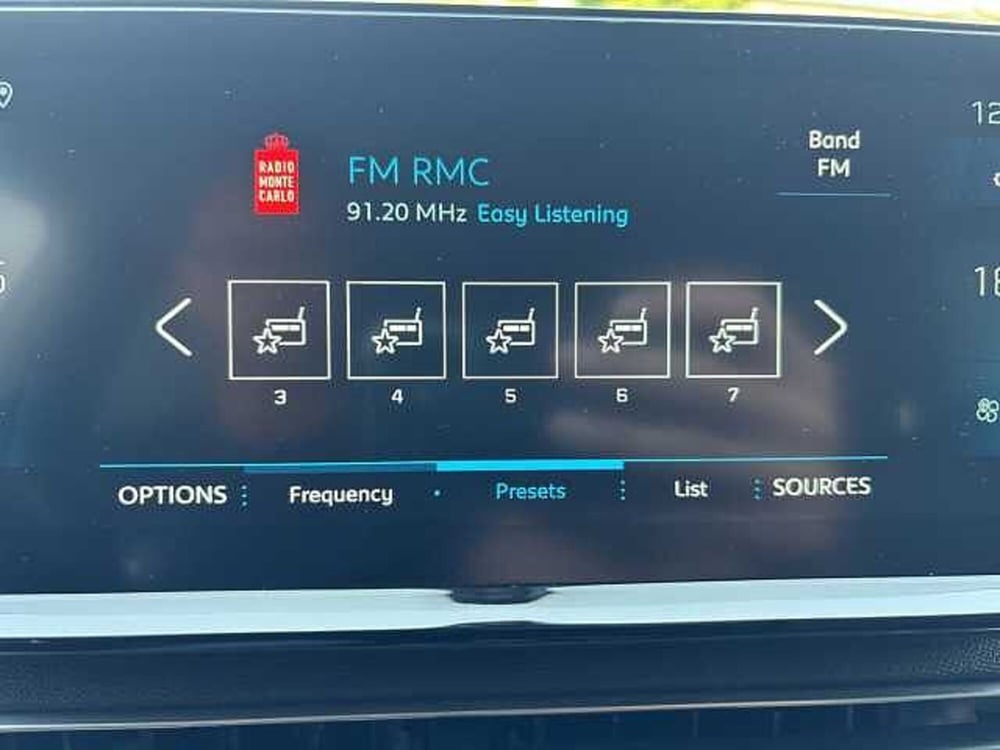 RADIO
MONTE
CARLO
FM RMC
91.20 MHz Easy Listening
Band
FM
3 4 5 6 7
OPTIONS Frequency Presets List SOURCES